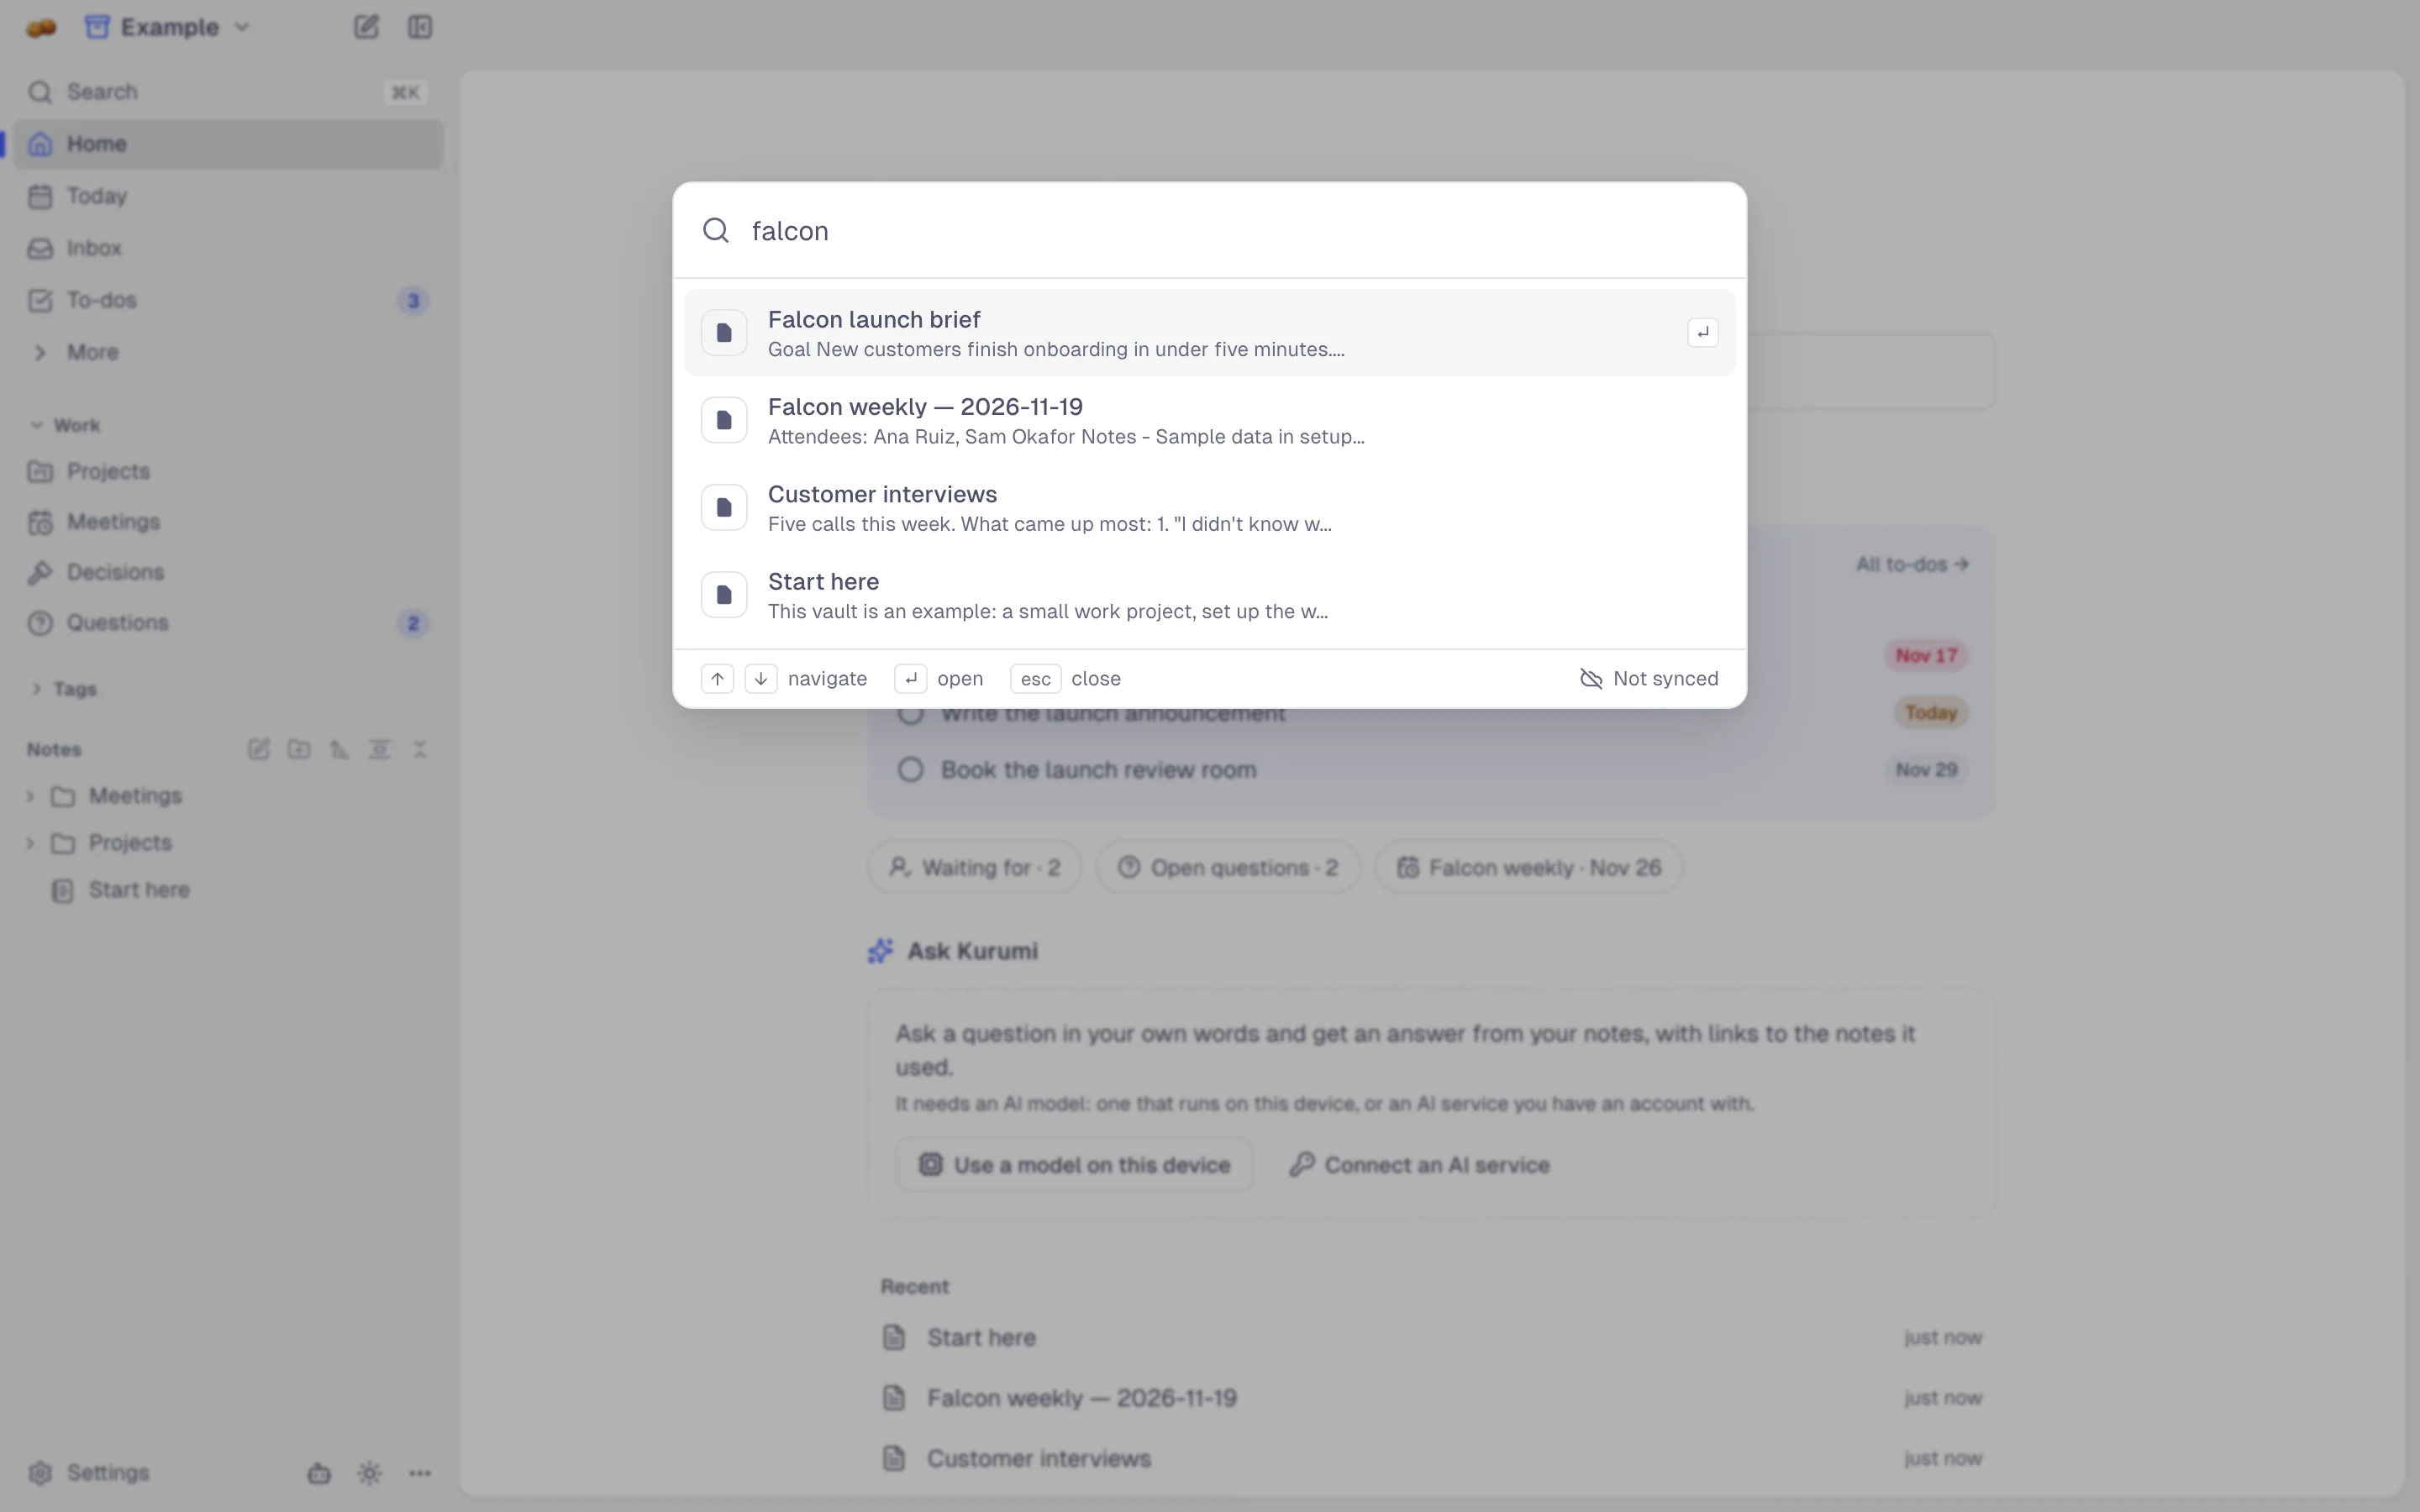 Example
Search ⌘K
Home
Today
Inbox
To-dos 3
More
Work
Projects
Meetings
Decisions
Questions 2
Tags
Notes
Meetings
Projects
Start here
Settings
falcon
Falcon launch brief
Goal New customers finish onboarding in under five minutes....
Falcon weekly — 2026-11-19
Attendees: Ana Ruiz, Sam Okafor Notes - Sample data in setup...
Customer interviews
Five calls this week. What came up most: 1. "I didn't know w...
Start here
This vault is an example: a small work project, set up the w...
↑ ↓ navigate ↵ open esc close Not synced
All to-dos →
Nov 17
Write the launch announcement Today
Book the launch review room Nov 29
Waiting for · 2 Open questions · 2 Falcon weekly · Nov 26
Ask Kurumi
Ask a question in your own words and get an answer from your notes, with links to the notes it
used.
It needs an AI model: one that runs on this device, or an AI service you have an account with.
Use a model on this device Connect an AI service
Recent
Start here just now
Falcon weekly — 2026-11-19 just now
Customer interviews just now